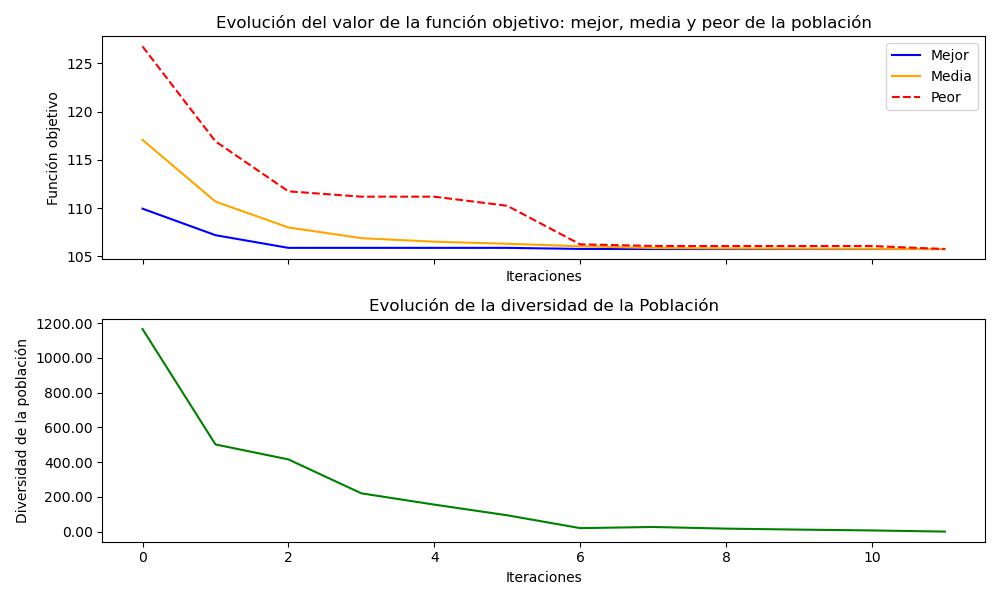 Evolución del valor de la función objetivo: mejor, media y peor de la población
Función objetivo
125
120
115
110
105
Mejor
Media
Peor
Iteraciones
Evolución de la diversidad de la Población
Diversidad de la población
1200.00
1000.00
800.00
600.00
400.00
200.00
0.00
0 2 4 6 8 10
Iteraciones